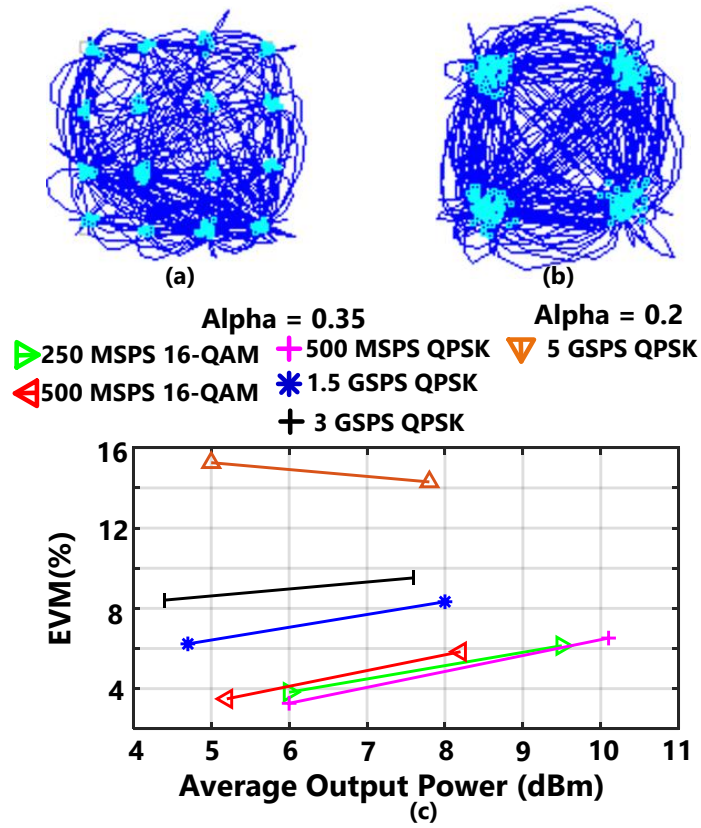 (a)
(b)
Alpha = 0.35
Alpha = 0.2
250 MSPS 16-QAM
500 MSPS QPSK
5 GSPS QPSK
500 MSPS 16-QAM
1.5 GSPS QPSK
3 GSPS QPSK
16
12
8
4
EVM(%)
4 5 6 7 8 9 10 11
Average Output Power (dBm)
(c)